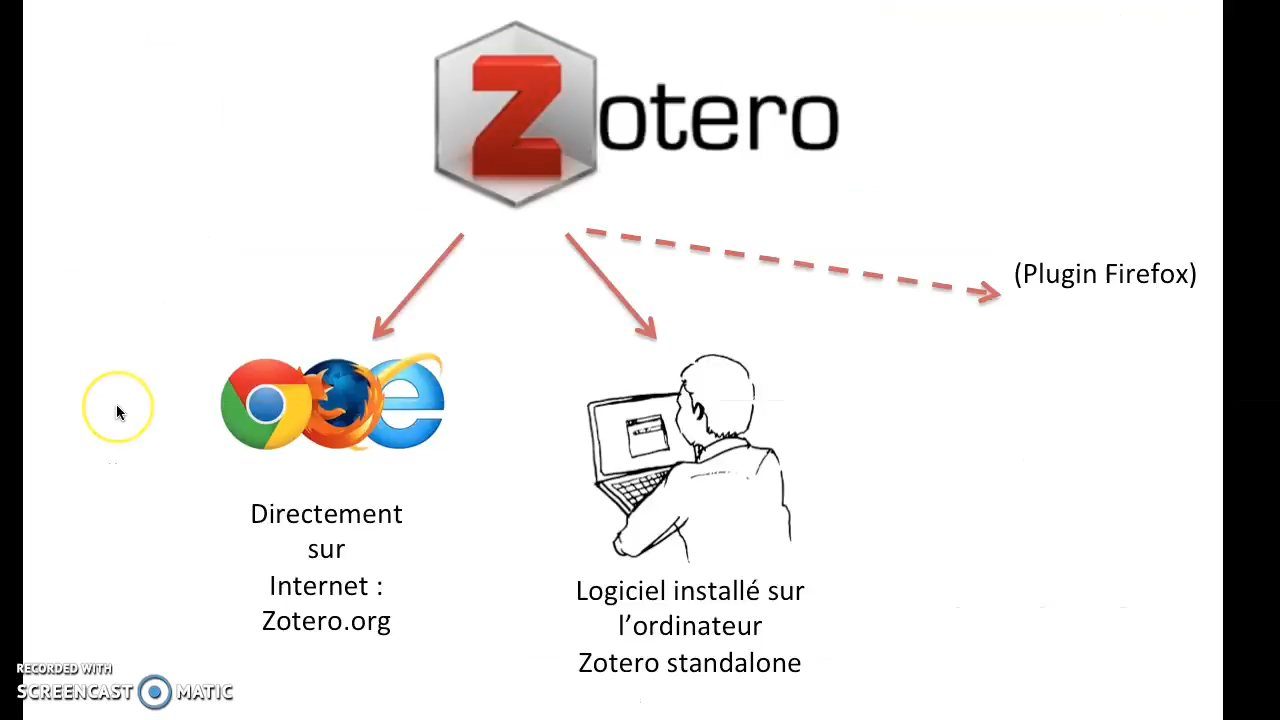 Zotero
(Plugin Firefox)
Directement
sur
Internet :
Zotero.org
Logiciel installé sur
l’ordinateur
Zotero standalone
RECORDED WITH
SCREENCAST MATIC